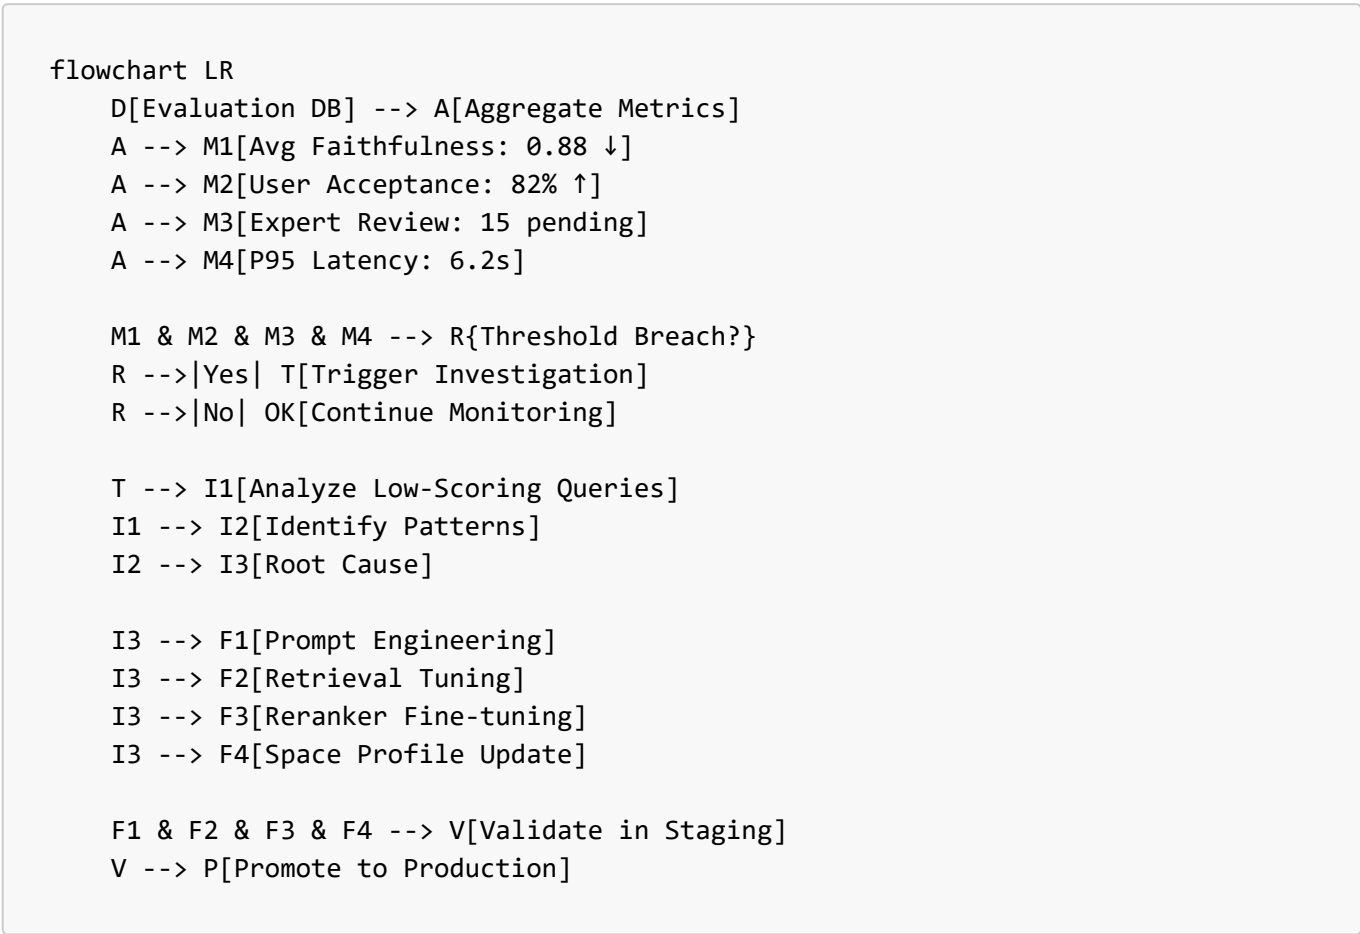 flowchart LR
    D[Evaluation DB] --> A[Aggregate Metrics]
    A --> M1[Avg Faithfulness: 0.88 ↓]
    A --> M2[User Acceptance: 82% ↑]
    A --> M3[Expert Review: 15 pending]
    A --> M4[P95 Latency: 6.2s]

    M1 & M2 & M3 & M4 --> R{Threshold Breach?}
    R -->|Yes| T[Trigger Investigation]
    R -->|No| OK[Continue Monitoring]

    T --> I1[Analyze Low-Scoring Queries]
    I1 --> I2[Identify Patterns]
    I2 --> I3[Root Cause]

    I3 --> F1[Prompt Engineering]
    I3 --> F2[Retrieval Tuning]
    I3 --> F3[Reranker Fine-tuning]
    I3 --> F4[Space Profile Update]

    F1 & F2 & F3 & F4 --> V[Validate in Staging]
    V --> P[Promote to Production]